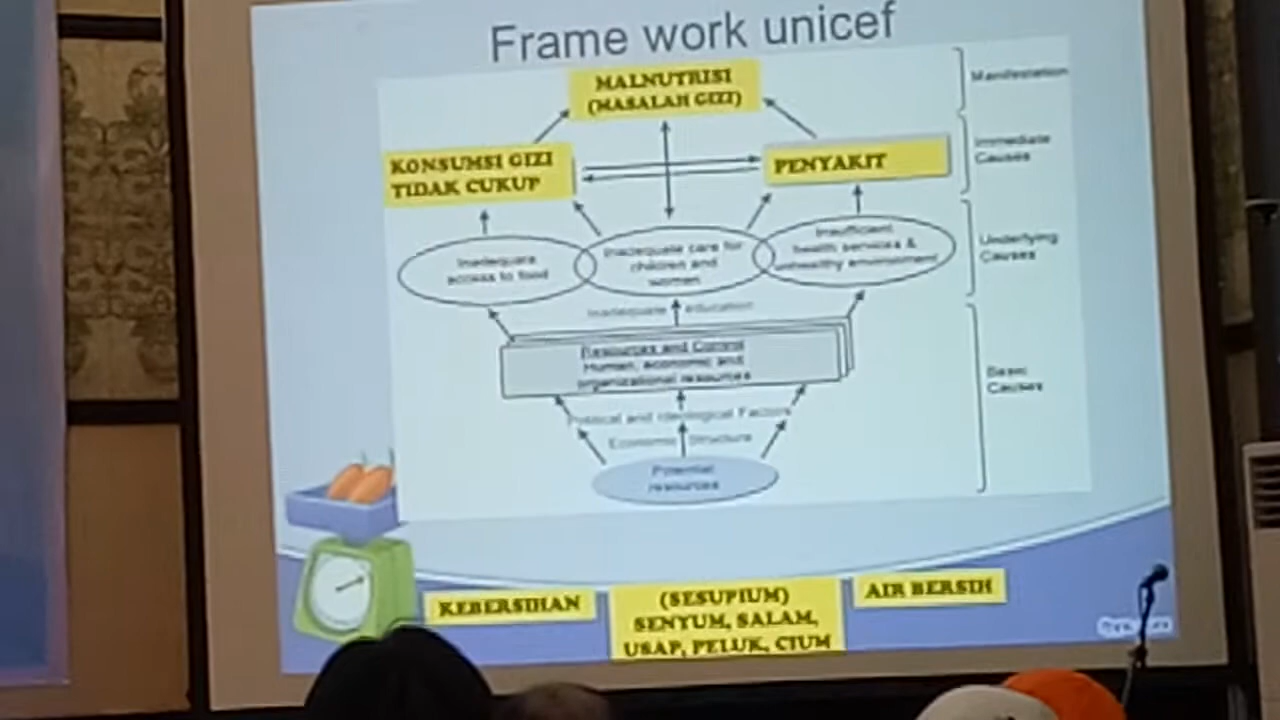 Frame work unicef
MALNUTRISI
(MASALAH GIZI)
Manifestation
KONSUMSI GIZI
TIDAK CUKUP
PENYAKIT
Immediate
Causes
Inadequate
access to food
Inadequate care for
children and
women
Insufficient
health services &
unhealthy environment
Underlying
Causes
Inadequate education
Resources and Control
Human, economic and
organizational resources
Basic
Causes
Political and Ideological Factors
Economic Structure
Potential
resources
KEBERSIHAN
(SESUPIUM)
SENYUM, SALAM,
USAP, PELUK, CIUM
AIR BERSIH